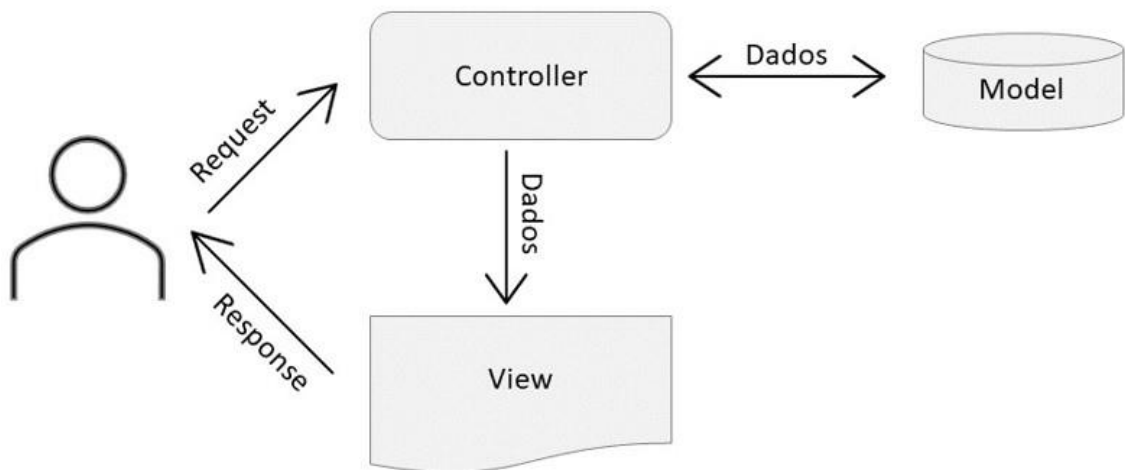 Controller
Dados
Model
Request
Dados
Response
View